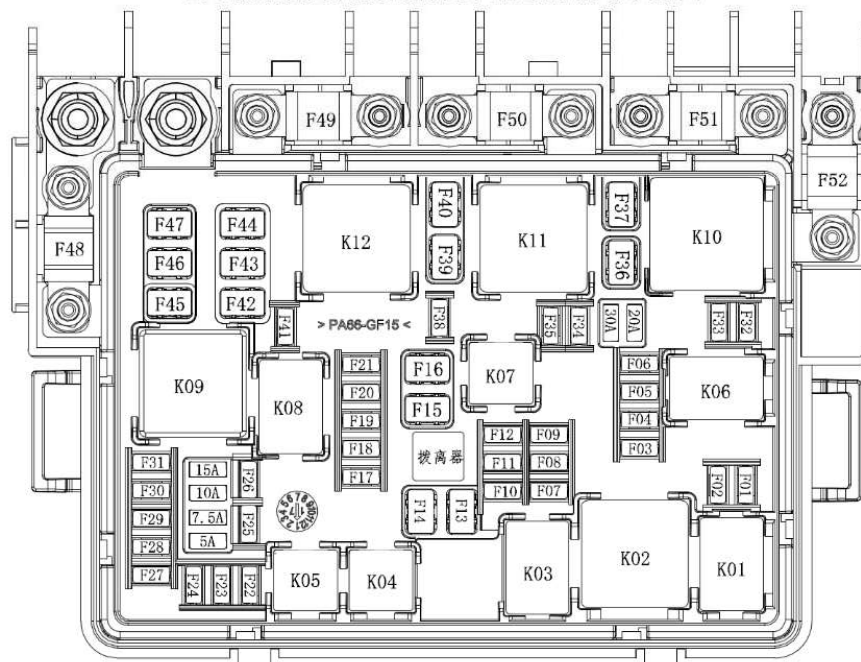 F49
F50
F51
F52
F48
F47
F44
F46
F43
F45
F42
F41
K12
F40
F39
K11
F37
F36
K10
> PA66-GF15 <
F38
F35
F34
30A
20A
F33
F32
K09
K08
F21
F20
F19
F18
F17
F16
F15
拨离器
K07
F12
F09
F11
F08
F10
F07
F06
F05
F04
F03
K06
F02
F01
F31
F30
F29
F28
F27
15A
10A
7.5A
5A
F26
F25
F24
F23
F22
F14
F13
K05
K04
K03
K02
K01